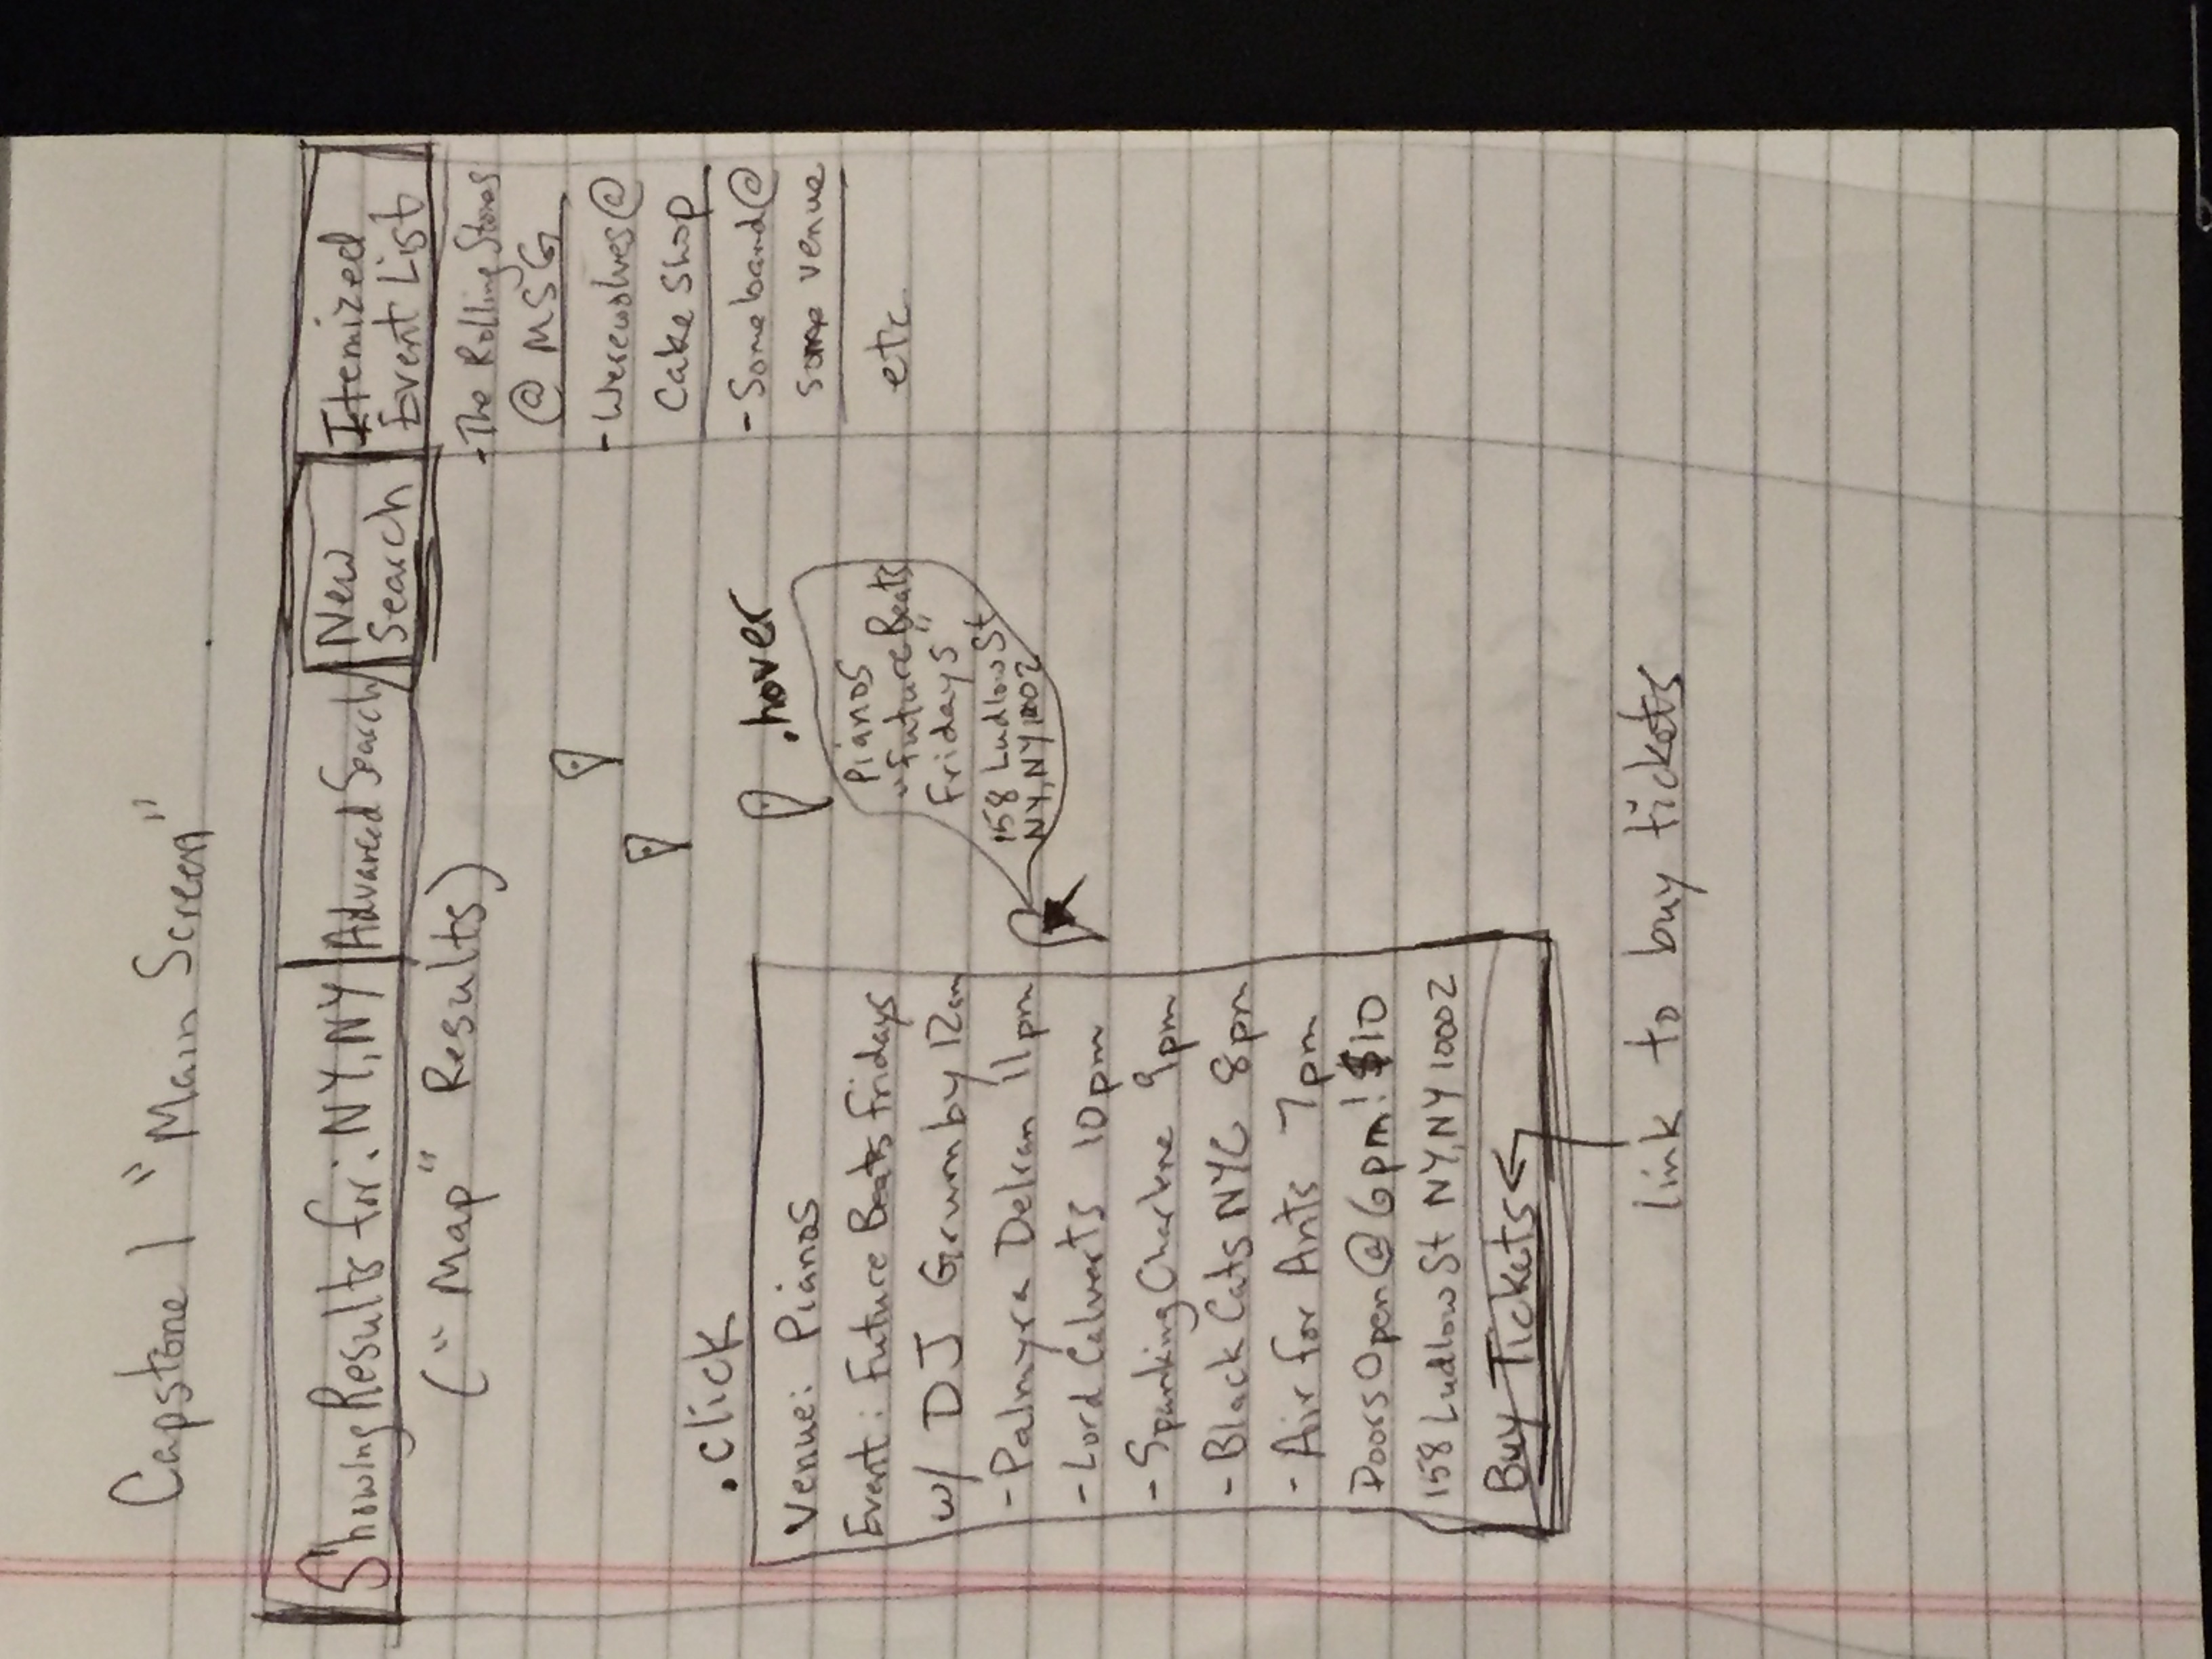 Capstone 1 "Main Screen"
Showing Results for: NY, NY
Advanced Search
New
Search
Itemized
Event List
("Map" Results)
- The Rolling Stones
@ MSG
- Werewolves @
Cake Shop
- Some band @
some venue
etc.
.click
Venue: Pianos
Event: Future Beats Fridays
w/ DJ Grumby 12am
- Palmyra Delran 11pm
- Lord Calverts 10pm
- Spanking Charlene 9pm
- Black Cats NYC 8pm
- Air for Ants 7pm
Doors Open @ 6pm! $10
158 Ludlow St NY, NY 10002
Buy Tickets
link to buy tickets
.hover
Pianos
"Future Beats
Fridays"
158 Ludlow St
NY, NY 10002